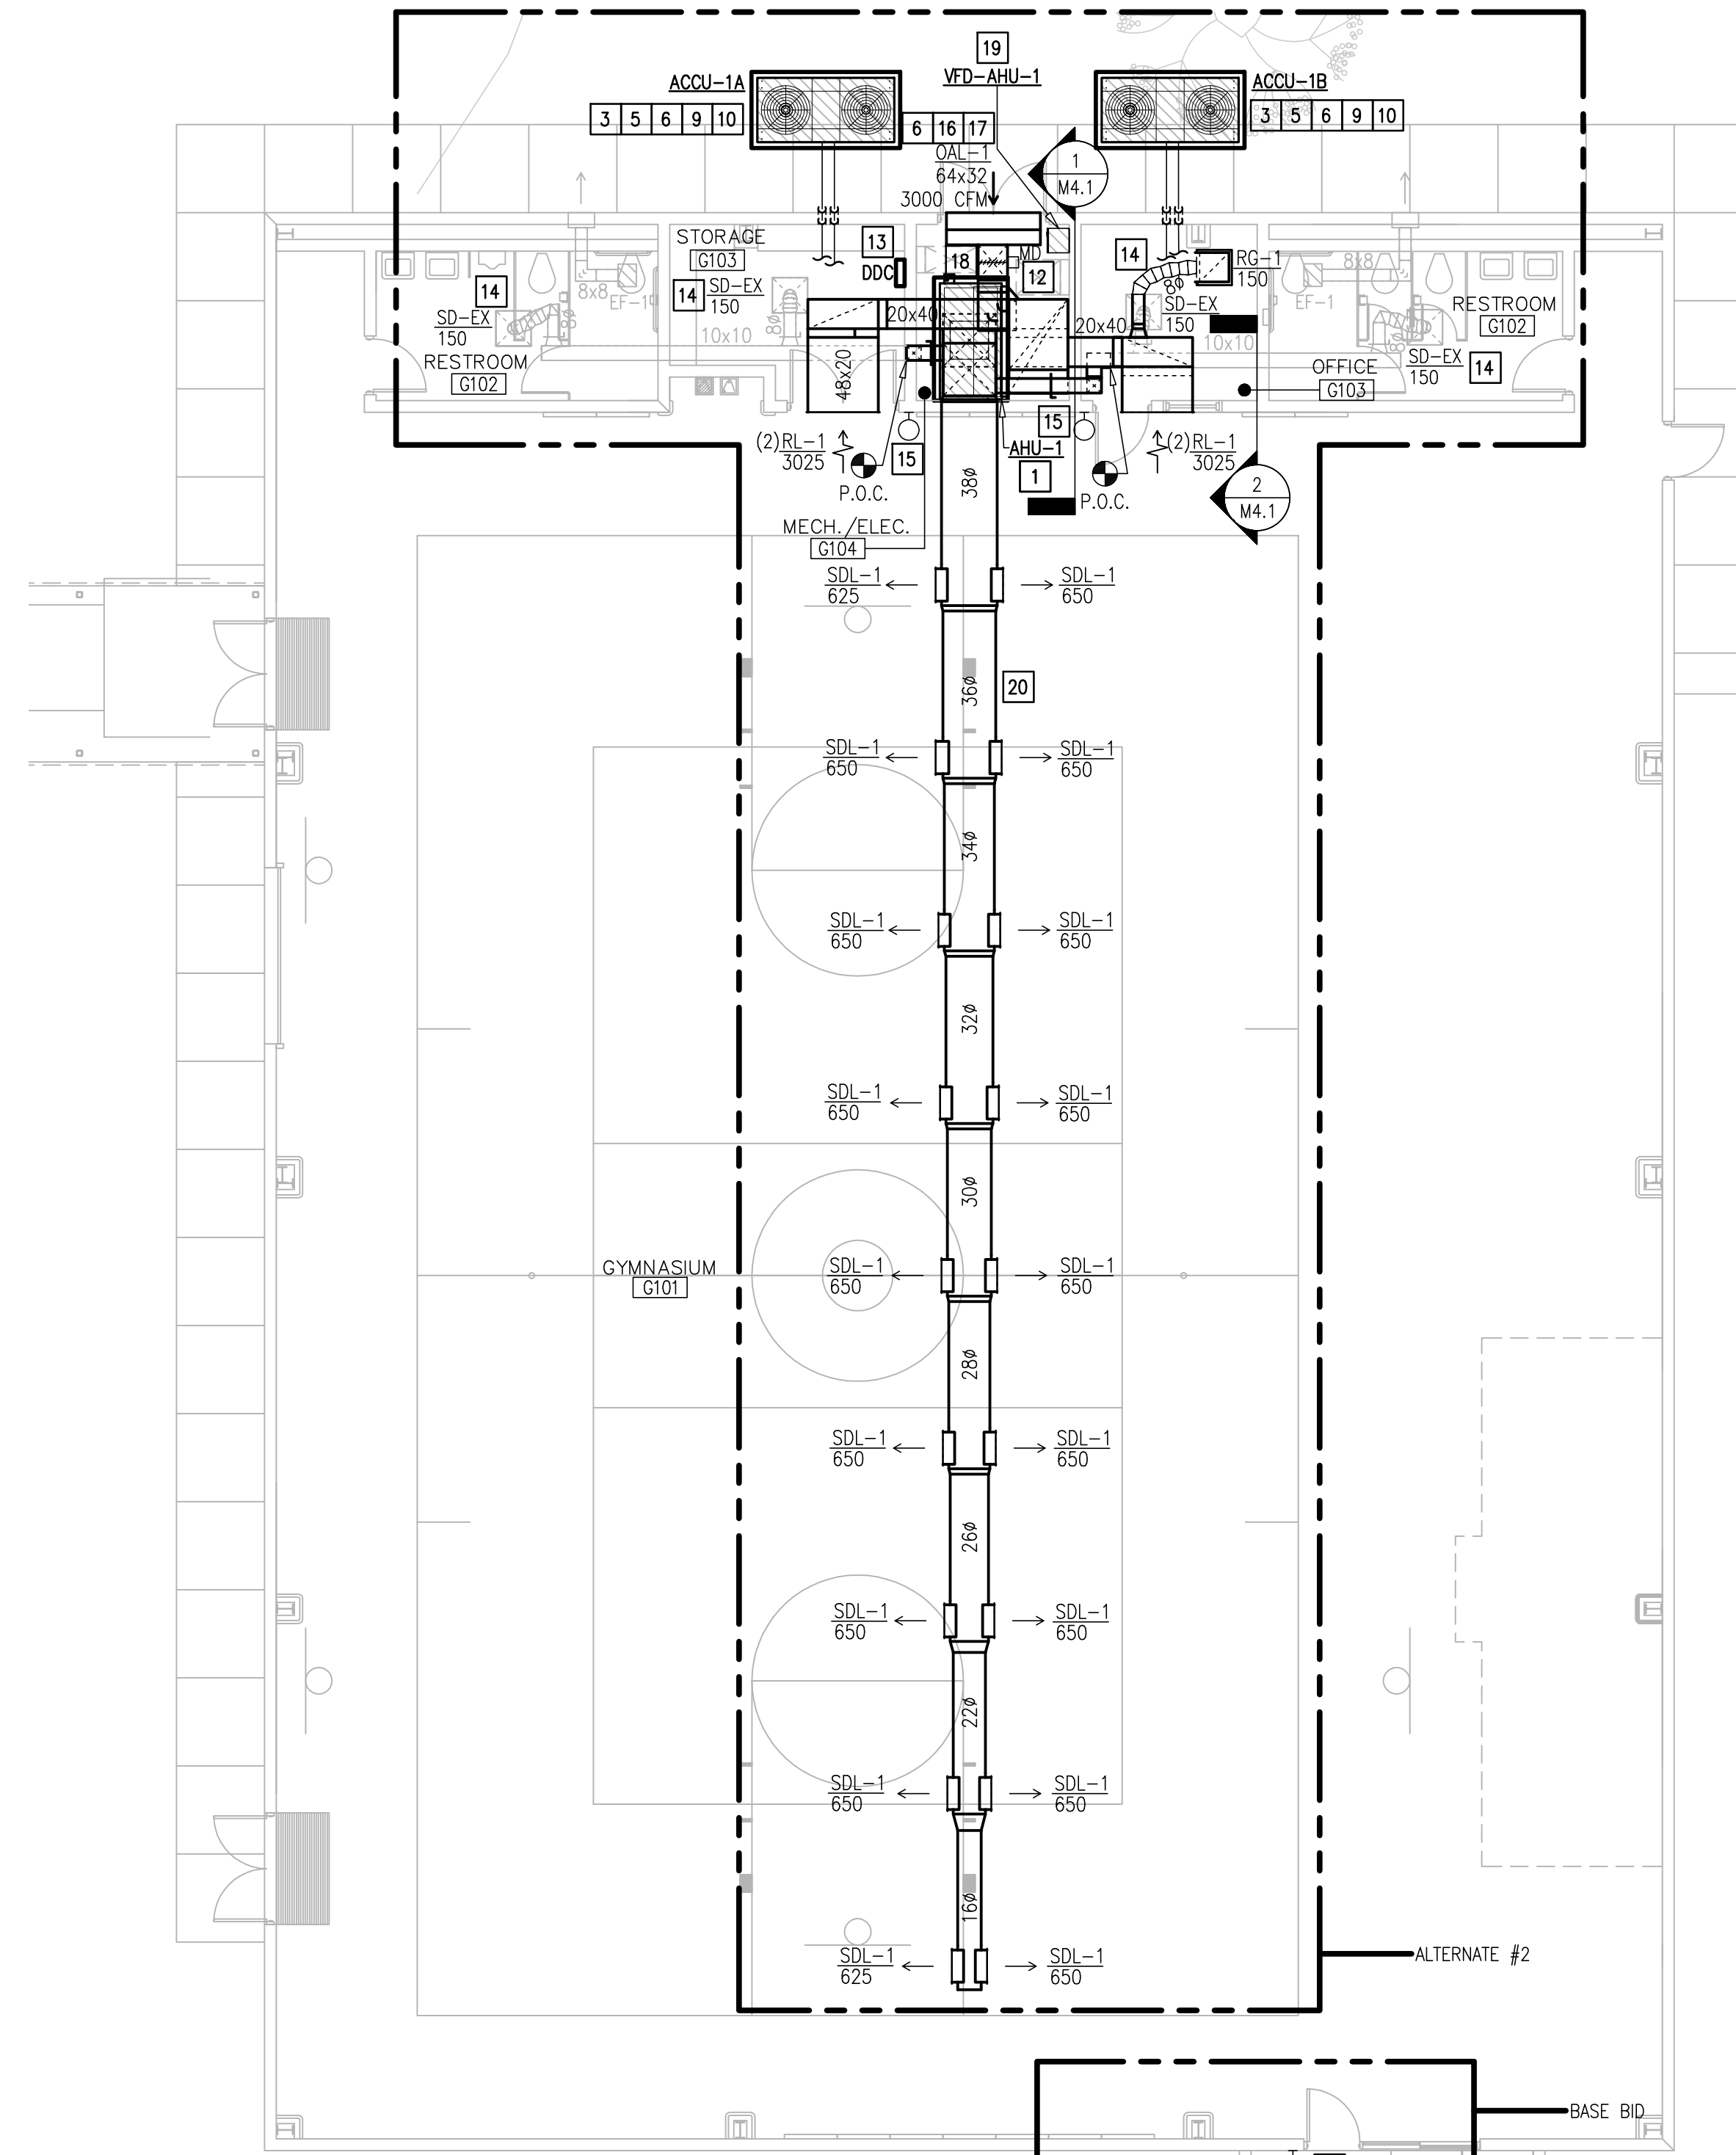 19
VFD-AHU-1
ACCU-1A
3 5 6 9 10
6 16 17
ACCU-1B
3 5 6 9 10
OAL-1
64x32
3000 CFM
1
M4.1
STORAGE
G103
13
DDC
18
MD
12
14
RG-1
150
14
SD-EX
150
14
SD-EX
150
RESTROOM
G102
8x8
EF-1
8ø
10x10
8ø
20x40
48x20
20x40
8ø
SD-EX
150
10x10
8x8
EF-1
8ø
RESTROOM
G102
OFFICE
G103
SD-EX
150
14
(2)RL-1
3025
15
P.O.C.
15
AHU-1
1
(2)RL-1
3025
P.O.C.
2
M4.1
MECH./ELEC.
G104
38ø
SDL-1
625
SDL-1
650
36ø
20
SDL-1
650
SDL-1
650
34ø
SDL-1
650
SDL-1
650
32ø
SDL-1
650
SDL-1
650
30ø
GYMNASIUM
G101
SDL-1
650
SDL-1
650
28ø
SDL-1
650
SDL-1
650
26ø
SDL-1
650
SDL-1
650
22ø
SDL-1
650
SDL-1
650
16ø
SDL-1
625
SDL-1
650
ALTERNATE #2
BASE BID